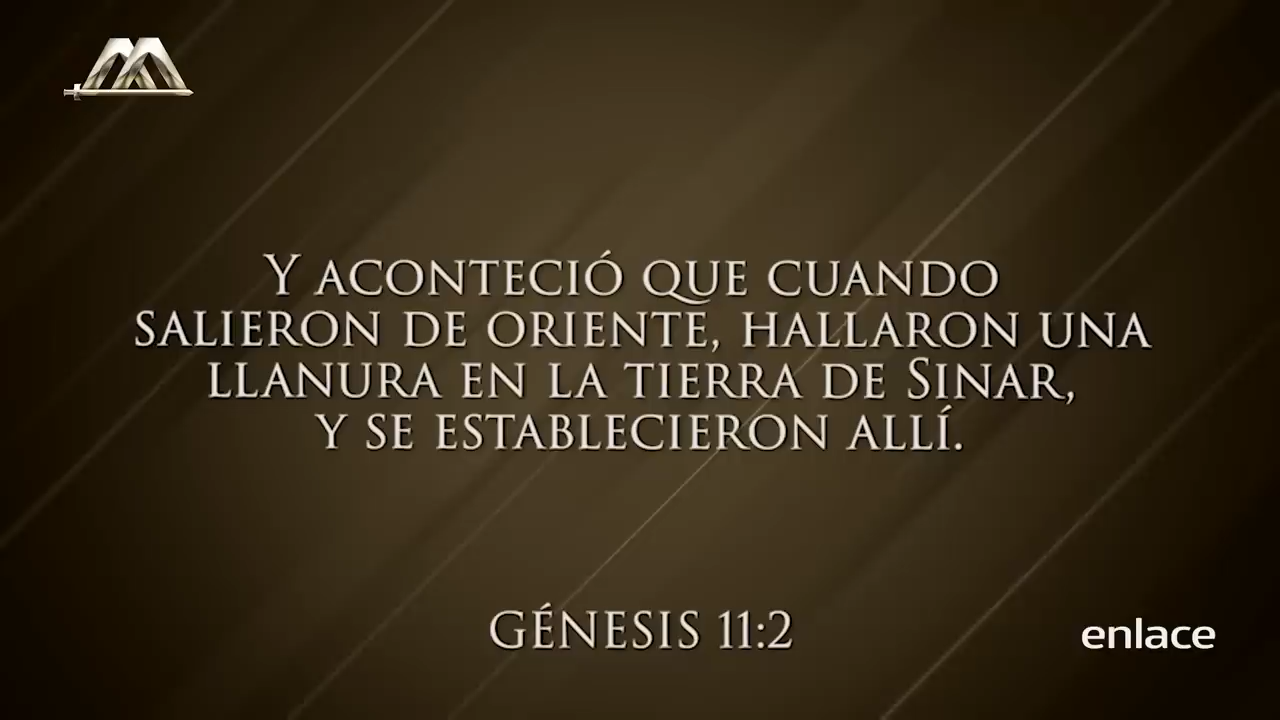 Y ACONTECIÓ QUE CUANDO
SALIERON DE ORIENTE, HALLARON UNA
LLANURA EN LA TIERRA DE SINAR,
Y SE ESTABLECIERON ALLÍ.
GÉNESIS 11:2
enlace